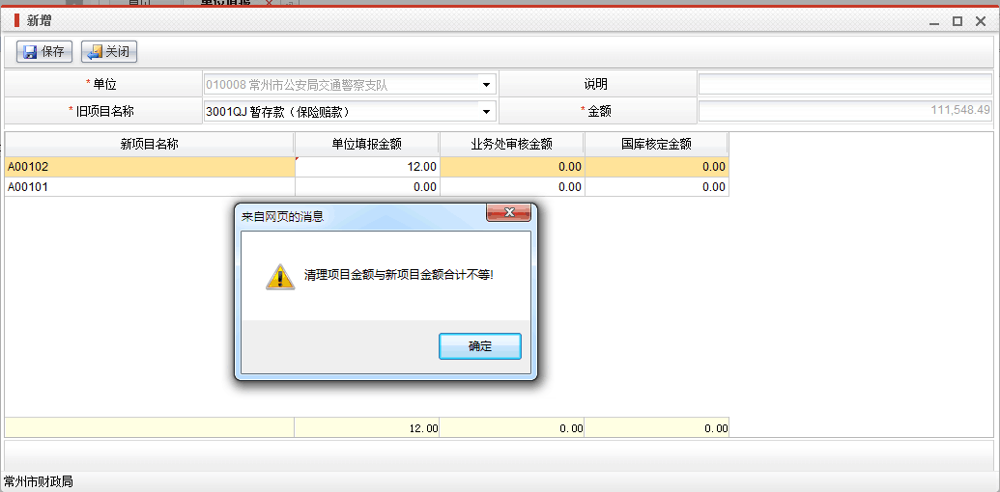 新增
保存 关闭
*单位 010008 常州市公安局交通警察支队 说明
*旧项目名称 3001QJ 暂存款（保险赔款） *金额 111,548.49
新项目名称 单位填报金额 业务处审核金额 国库核定金额
A00102 12.00 0.00 0.00
A00101 0.00 0.00 0.00
来自网页的消息
清理项目金额与新项目金额合计不等!
确定
12.00 0.00 0.00
常州市财政局